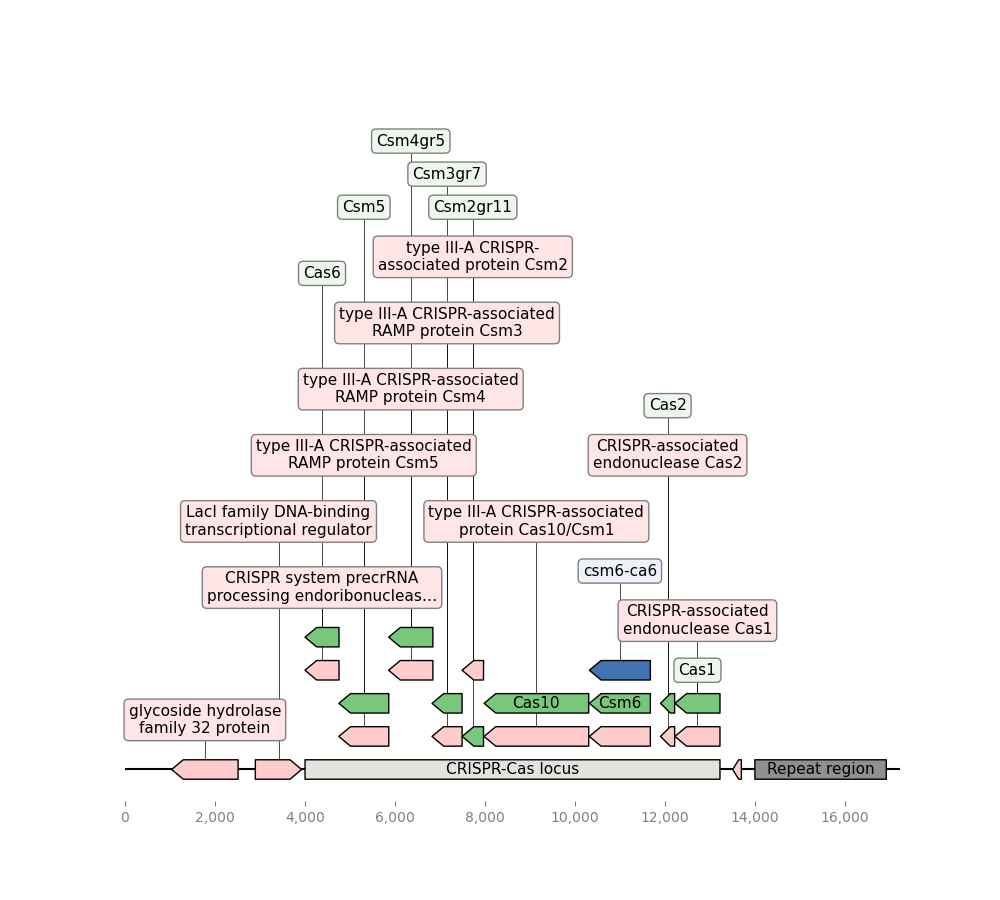 Csm4gr5
Csm3gr7
Csm5
Csm2gr11
type III-A CRISPR-
associated protein Csm2
Cas6
type III-A CRISPR-associated
RAMP protein Csm3
type III-A CRISPR-associated
RAMP protein Csm4
Cas2
type III-A CRISPR-associated
RAMP protein Csm5
CRISPR-associated
endonuclease Cas2
LacI family DNA-binding
transcriptional regulator
type III-A CRISPR-associated
protein Cas10/Csm1
CRISPR system precrRNA
processing endoribonucleas…
csm6-ca6
CRISPR-associated
endonuclease Cas1
Cas1
glycoside hydrolase
family 32 protein
Cas10
Csm6
CRISPR-Cas locus
Repeat region
0 2,000 4,000 6,000 8,000 10,000 12,000 14,000 16,000